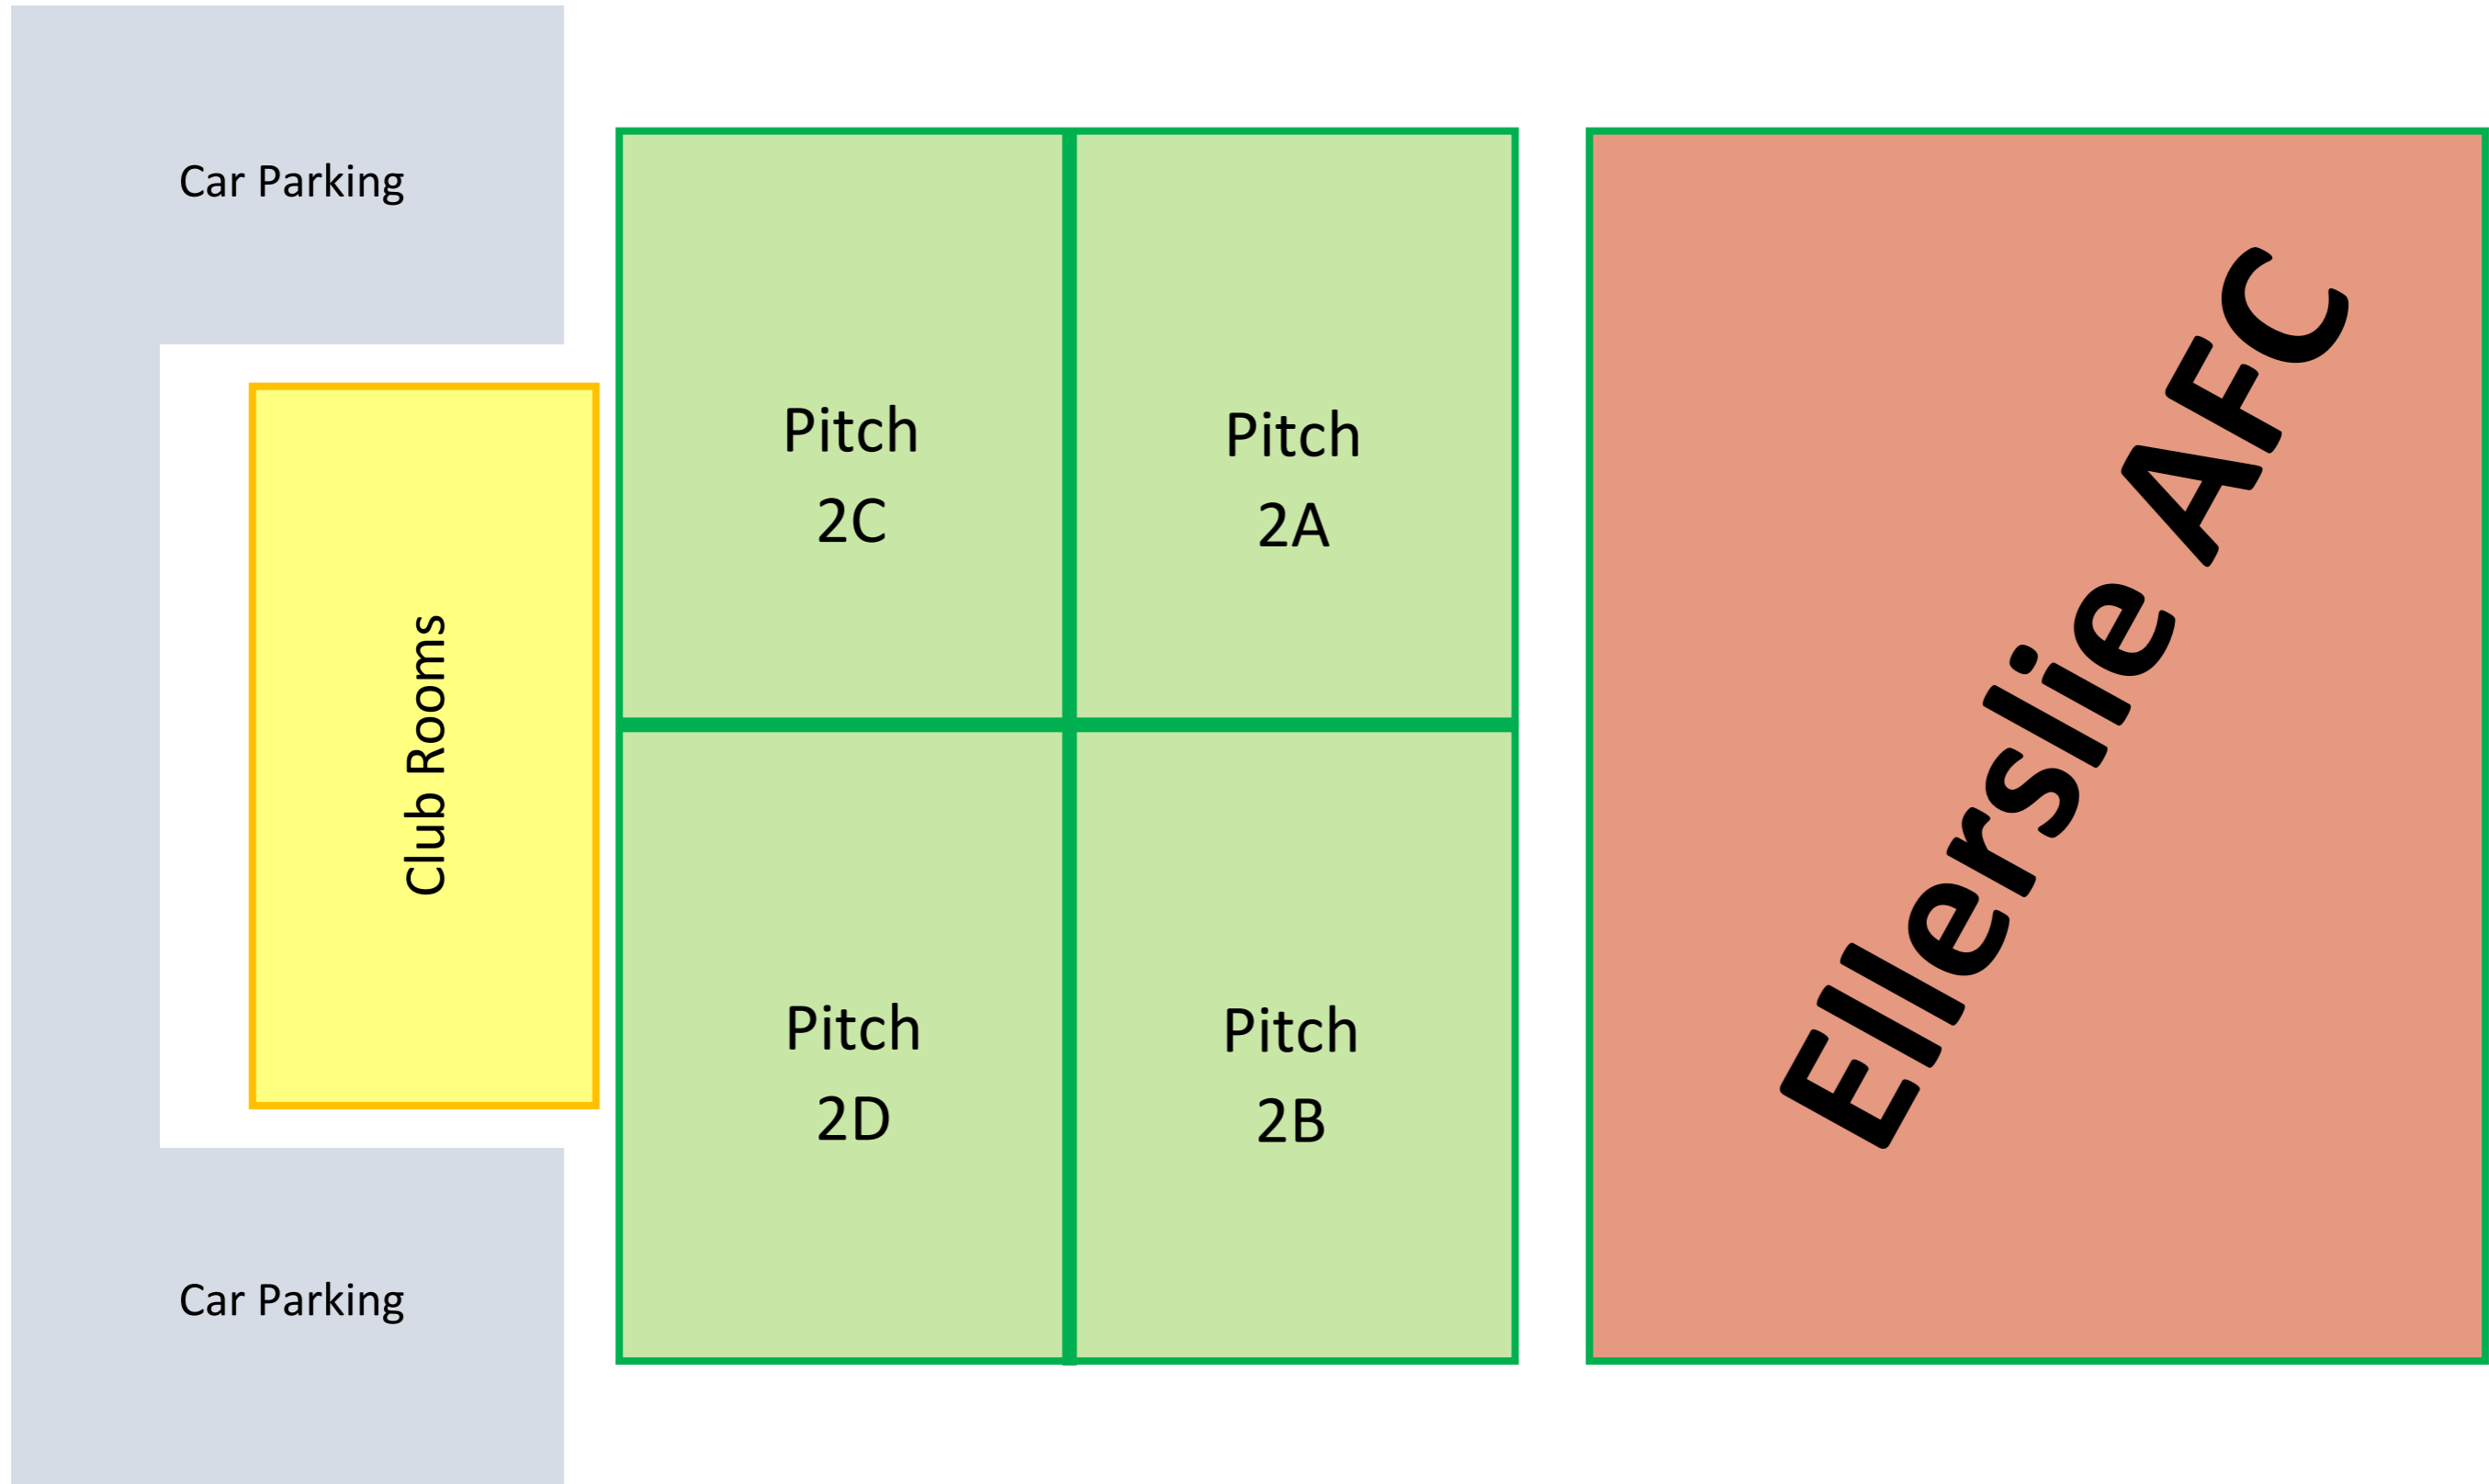 Car Parking
Pitch
2C
Pitch
2A
Club Rooms
Pitch
2D
Pitch
2B
Car Parking
Ellerslie AFC